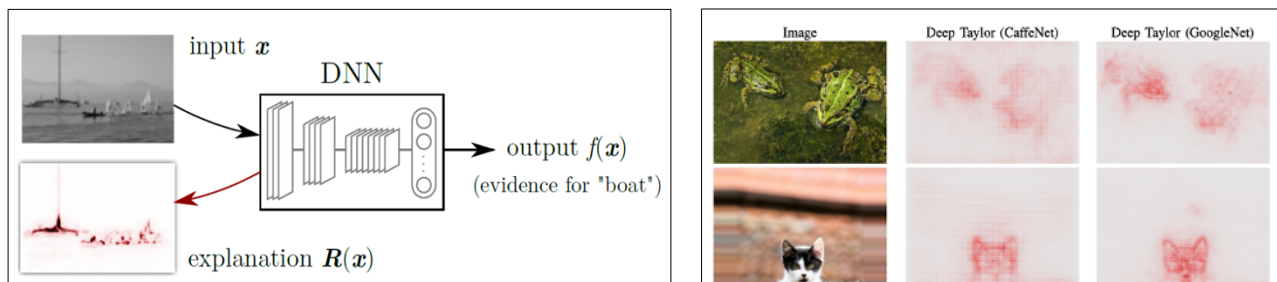 input x
DNN
output f(x)
(evidence for "boat")
explanation R(x)
Image
Deep Taylor (CaffeNet)
Deep Taylor (GoogleNet)